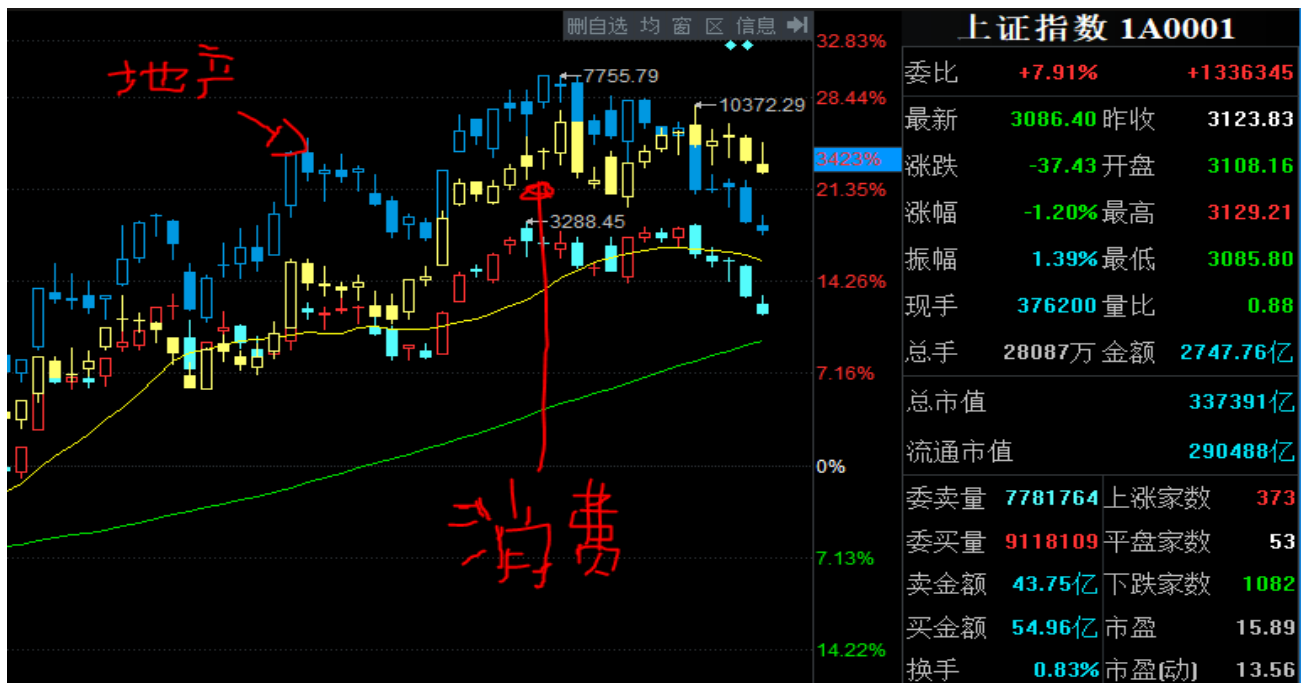 删自选 均 窗 区 信息
32.83%
地产
7755.79
28.44%
10372.29
3423%
21.35%
3288.45
14.26%
7.16%
0%
消费
7.13%
14.22%
上证指数 1A0001
委比 +7.91% +1336345
最新 3086.40 昨收 3123.83
涨跌 -37.43 开盘 3108.16
涨幅 -1.20% 最高 3129.21
振幅 1.39% 最低 3085.80
现手 376200 量比 0.88
总手 28087万 金额 2747.76亿
总市值 337391亿
流通市值 290488亿
委卖量 7781764 上涨家数 373
委买量 9118109 平盘家数 53
卖金额 43.75亿 下跌家数 1082
买金额 54.96亿 市盈 15.89
换手 0.83% 市盈(动) 13.56